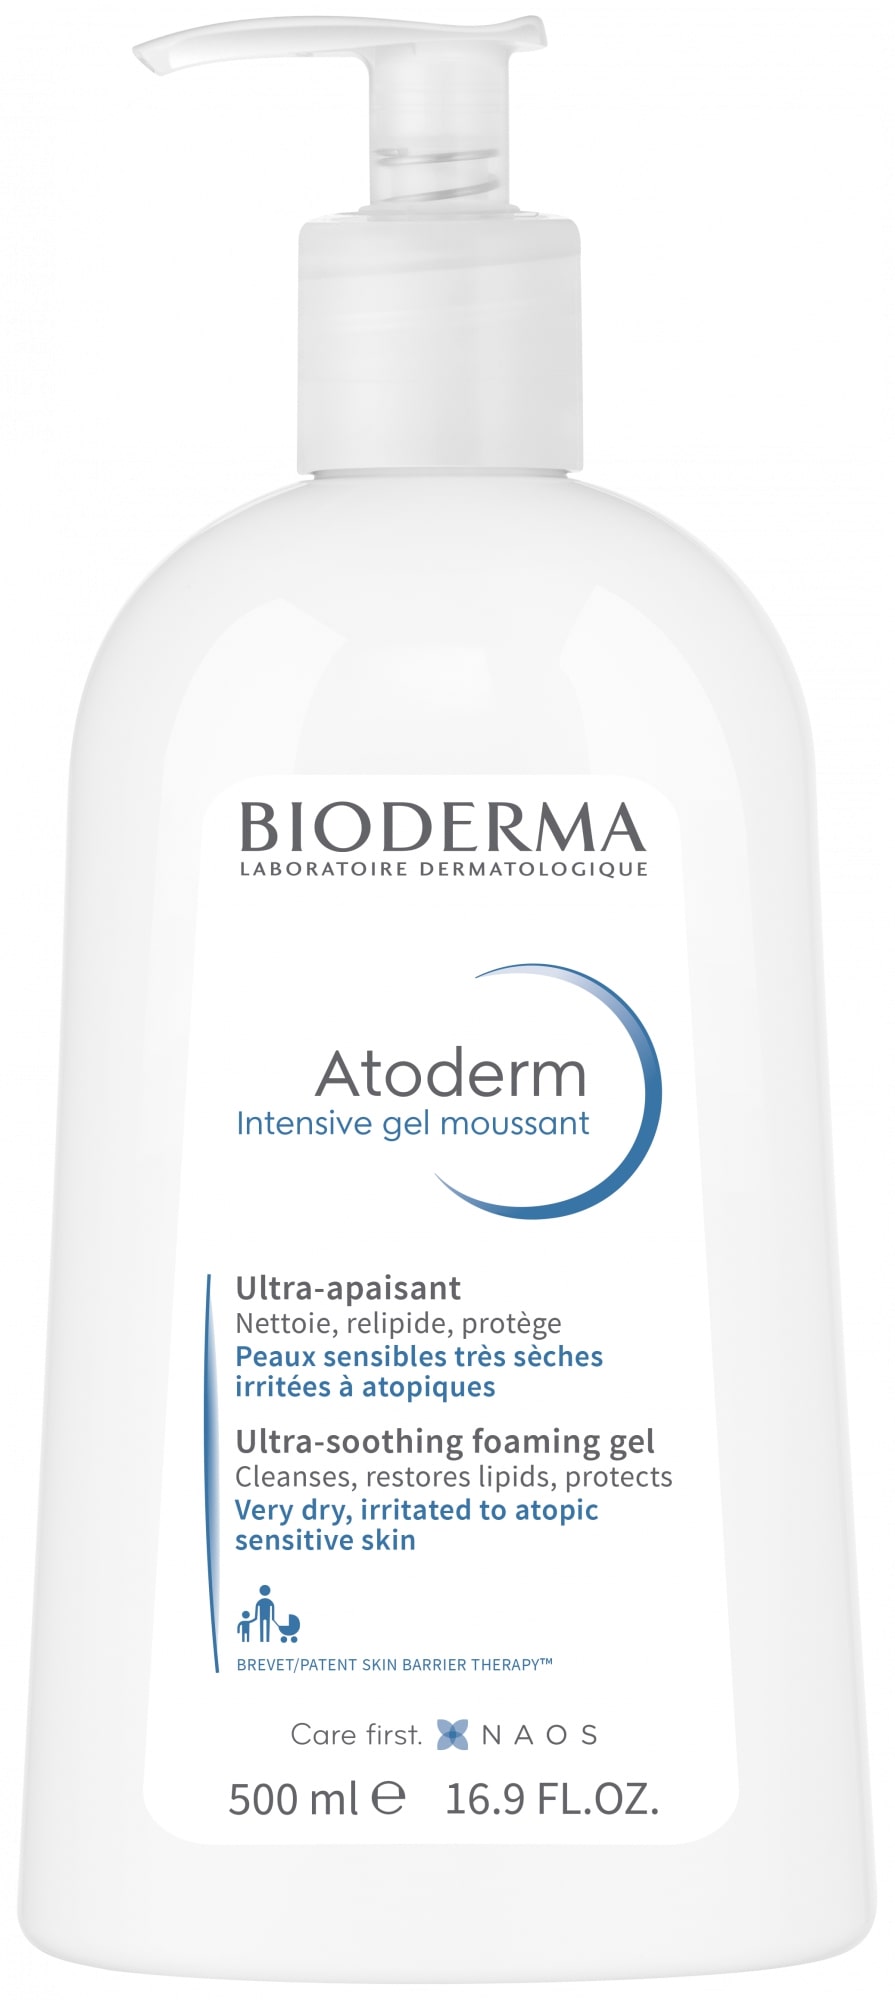 BIODERMA
LABORATOIRE DERMATOLOGIQUE
Atoderm
Intensive gel moussant
Ultra-apaisant
Nettoie, relipide, protège
Peaux sensibles très sèches
irritées à atopiques
Ultra-soothing foaming gel
Cleanses, restores lipids, protects
Very dry, irritated to atopic
sensitive skin
BREVET/PATENT SKIN BARRIER THERAPY™
Care first. NAOS
500 ml ℮ 16.9 FL.OZ.